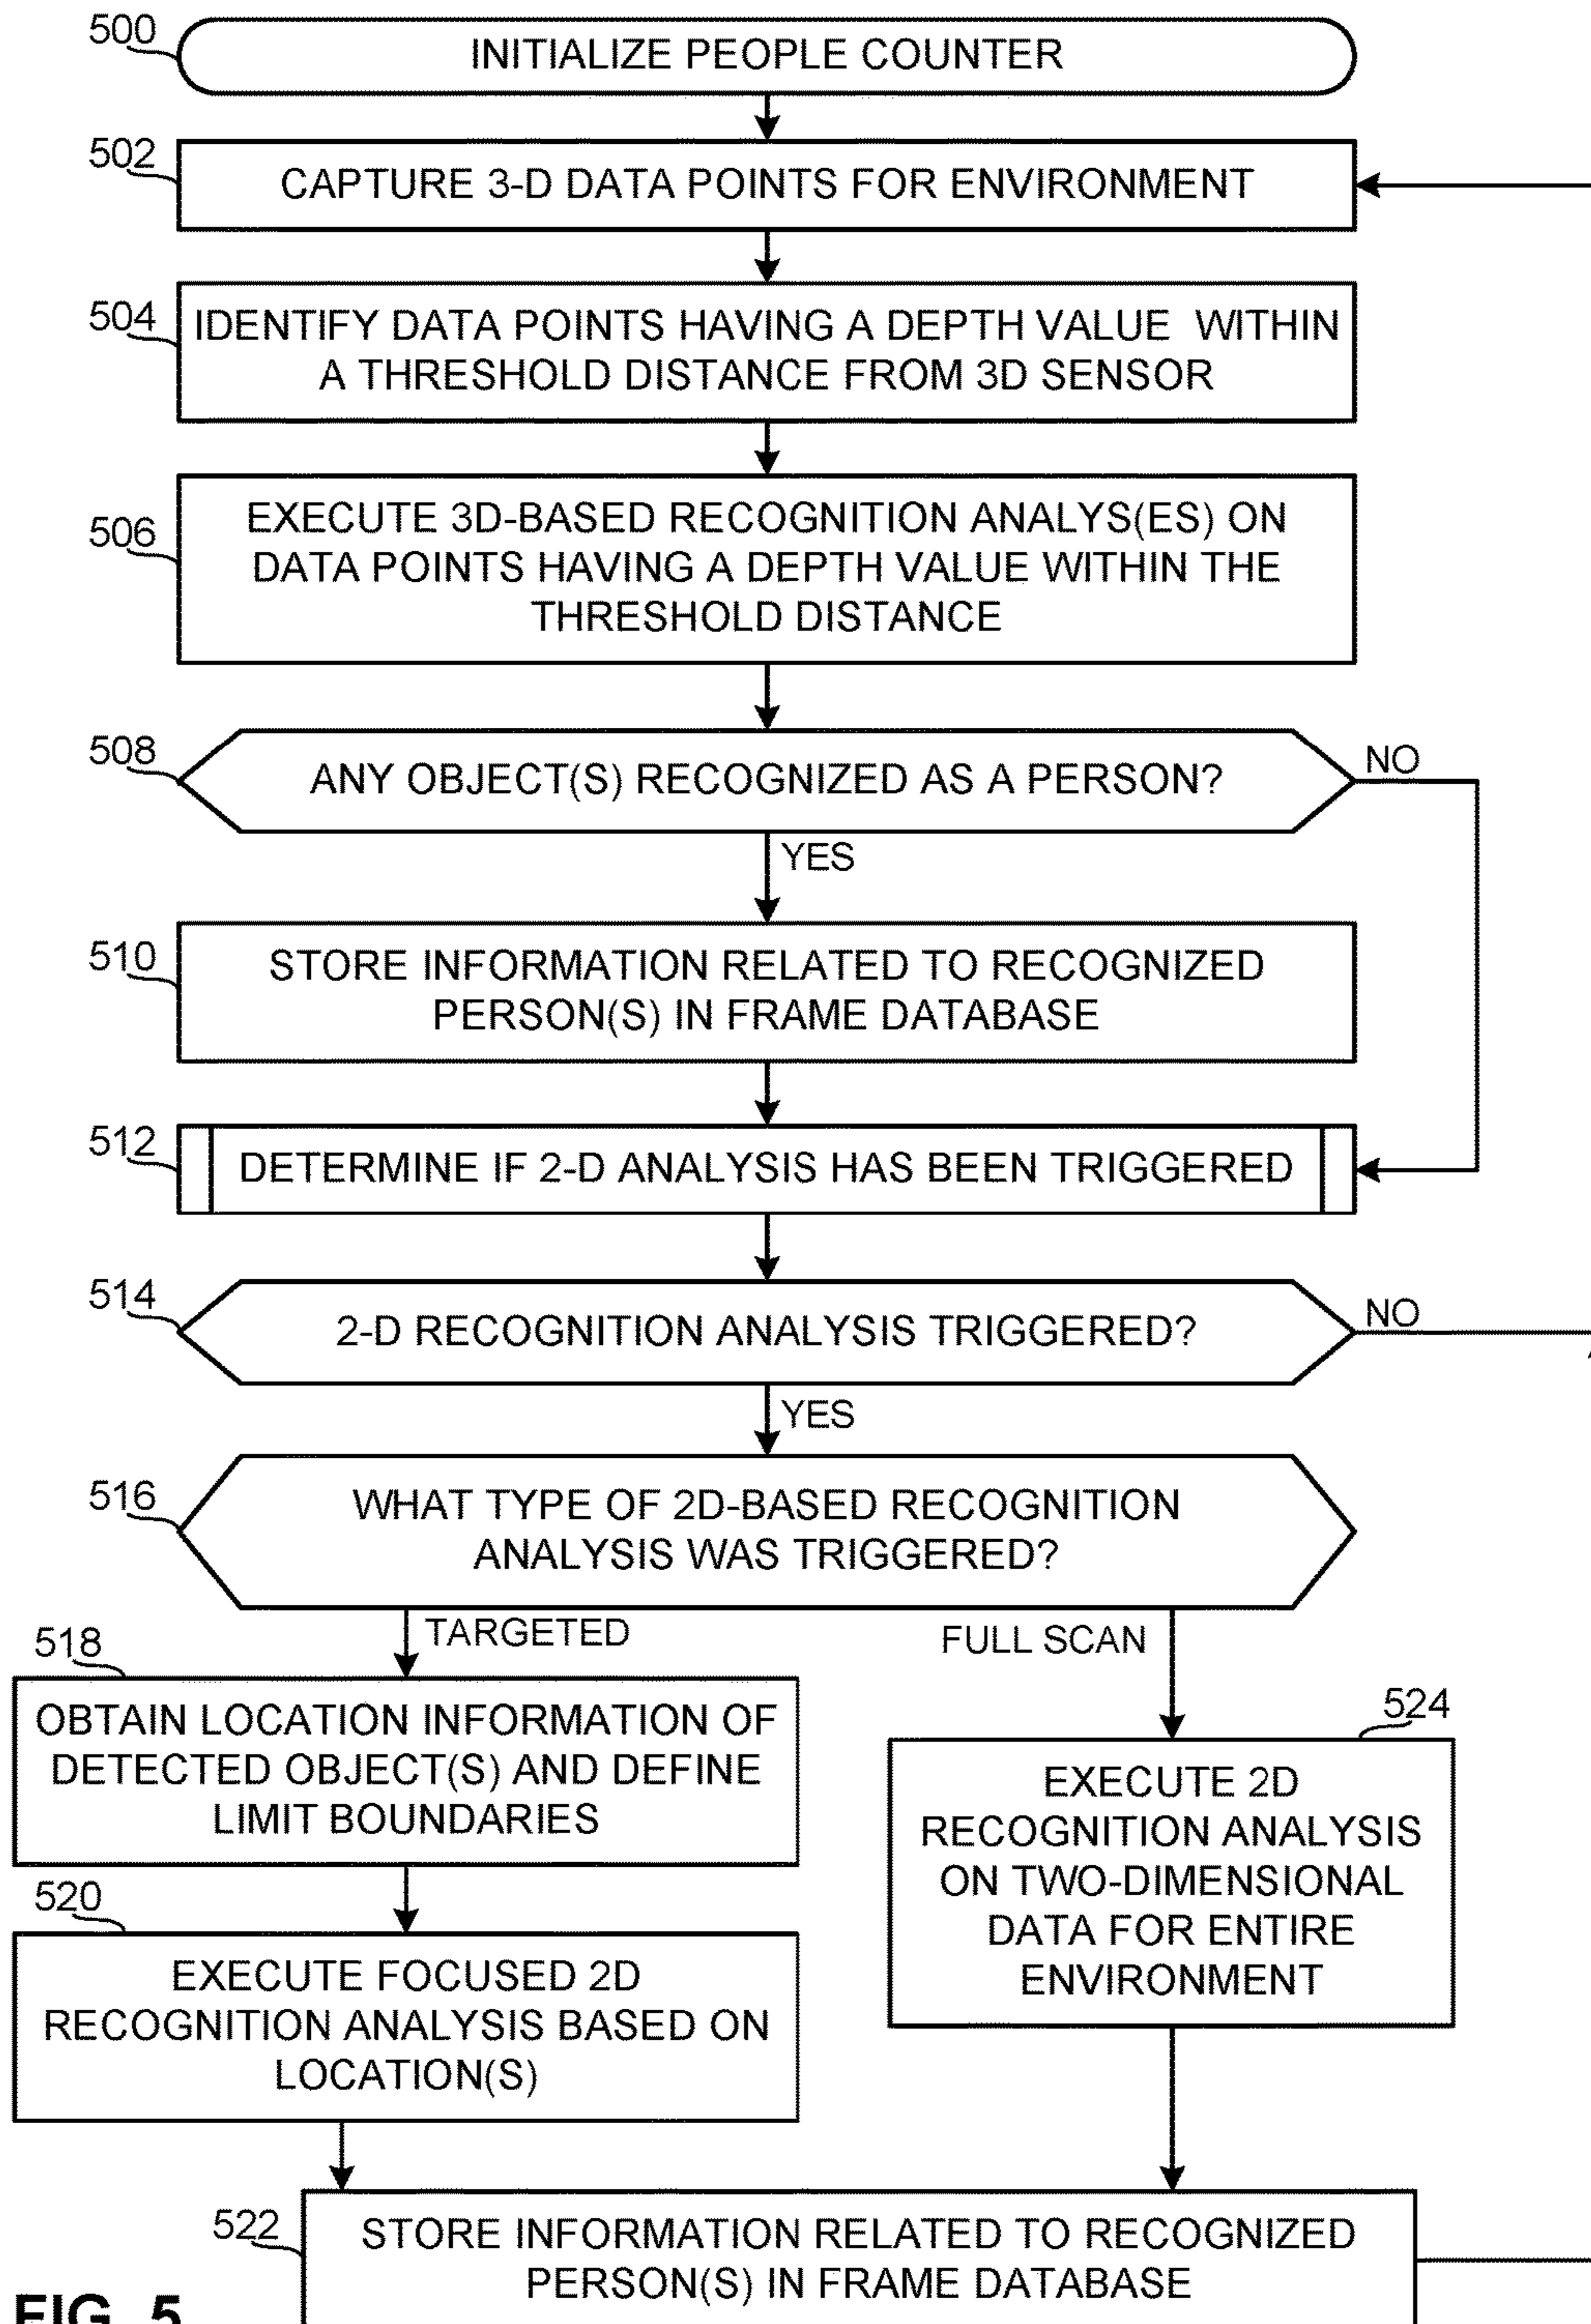 500
INITIALIZE PEOPLE COUNTER
502
CAPTURE 3-D DATA POINTS FOR ENVIRONMENT
504
IDENTIFY DATA POINTS HAVING A DEPTH VALUE WITHIN
A THRESHOLD DISTANCE FROM 3D SENSOR
506
EXECUTE 3D-BASED RECOGNITION ANALYS(ES) ON
DATA POINTS HAVING A DEPTH VALUE WITHIN THE
THRESHOLD DISTANCE
508
ANY OBJECT(S) RECOGNIZED AS A PERSON?
NO
YES
510
STORE INFORMATION RELATED TO RECOGNIZED
PERSON(S) IN FRAME DATABASE
512
DETERMINE IF 2-D ANALYSIS HAS BEEN TRIGGERED
514
2-D RECOGNITION ANALYSIS TRIGGERED?
NO
YES
516
WHAT TYPE OF 2D-BASED RECOGNITION
ANALYSIS WAS TRIGGERED?
TARGETED
FULL SCAN
518
OBTAIN LOCATION INFORMATION OF
DETECTED OBJECT(S) AND DEFINE
LIMIT BOUNDARIES
520
EXECUTE FOCUSED 2D
RECOGNITION ANALYSIS BASED ON
LOCATION(S)
524
EXECUTE 2D
RECOGNITION ANALYSIS
ON TWO-DIMENSIONAL
DATA FOR ENTIRE
ENVIRONMENT
522
STORE INFORMATION RELATED TO RECOGNIZED
PERSON(S) IN FRAME DATABASE
FIG. 5